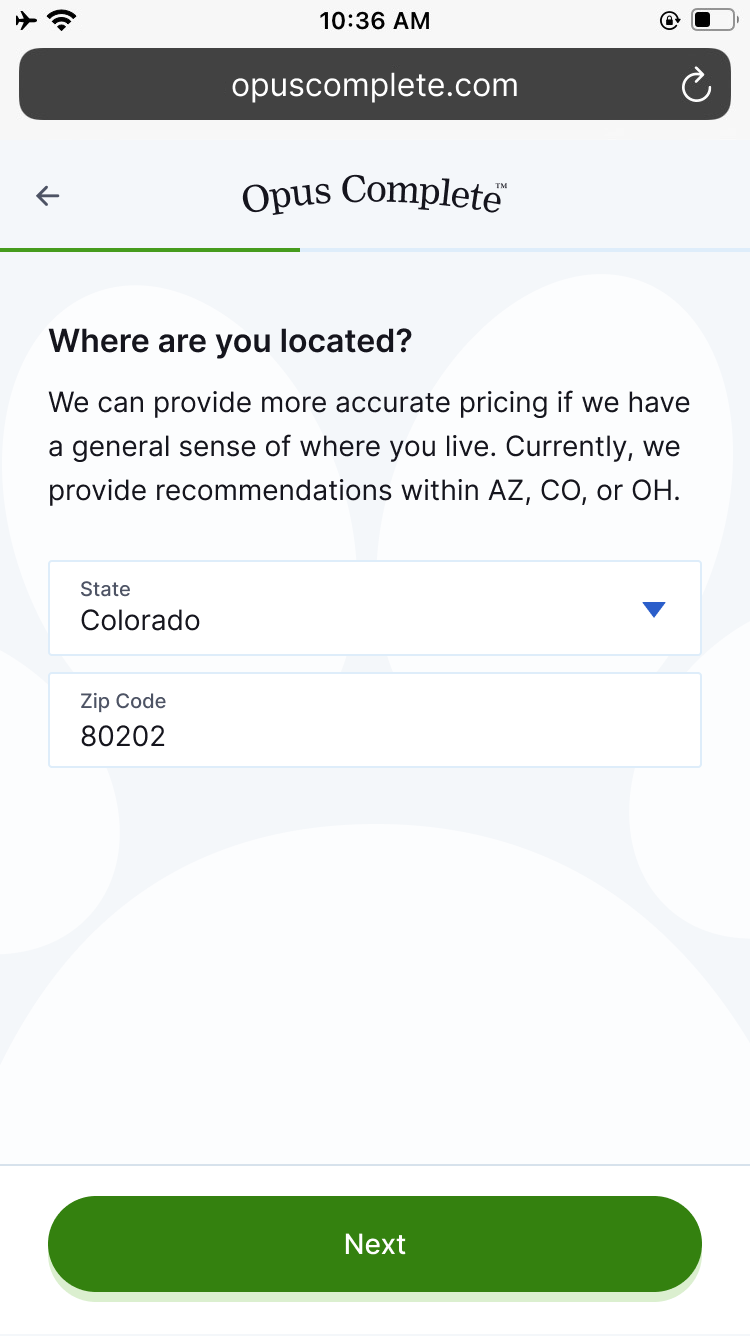 10:36 AM
opuscomplete.com
Opus Complete™
Where are you located?
We can provide more accurate pricing if we have
a general sense of where you live. Currently, we
provide recommendations within AZ, CO, or OH.
State
Colorado
Zip Code
80202
Next